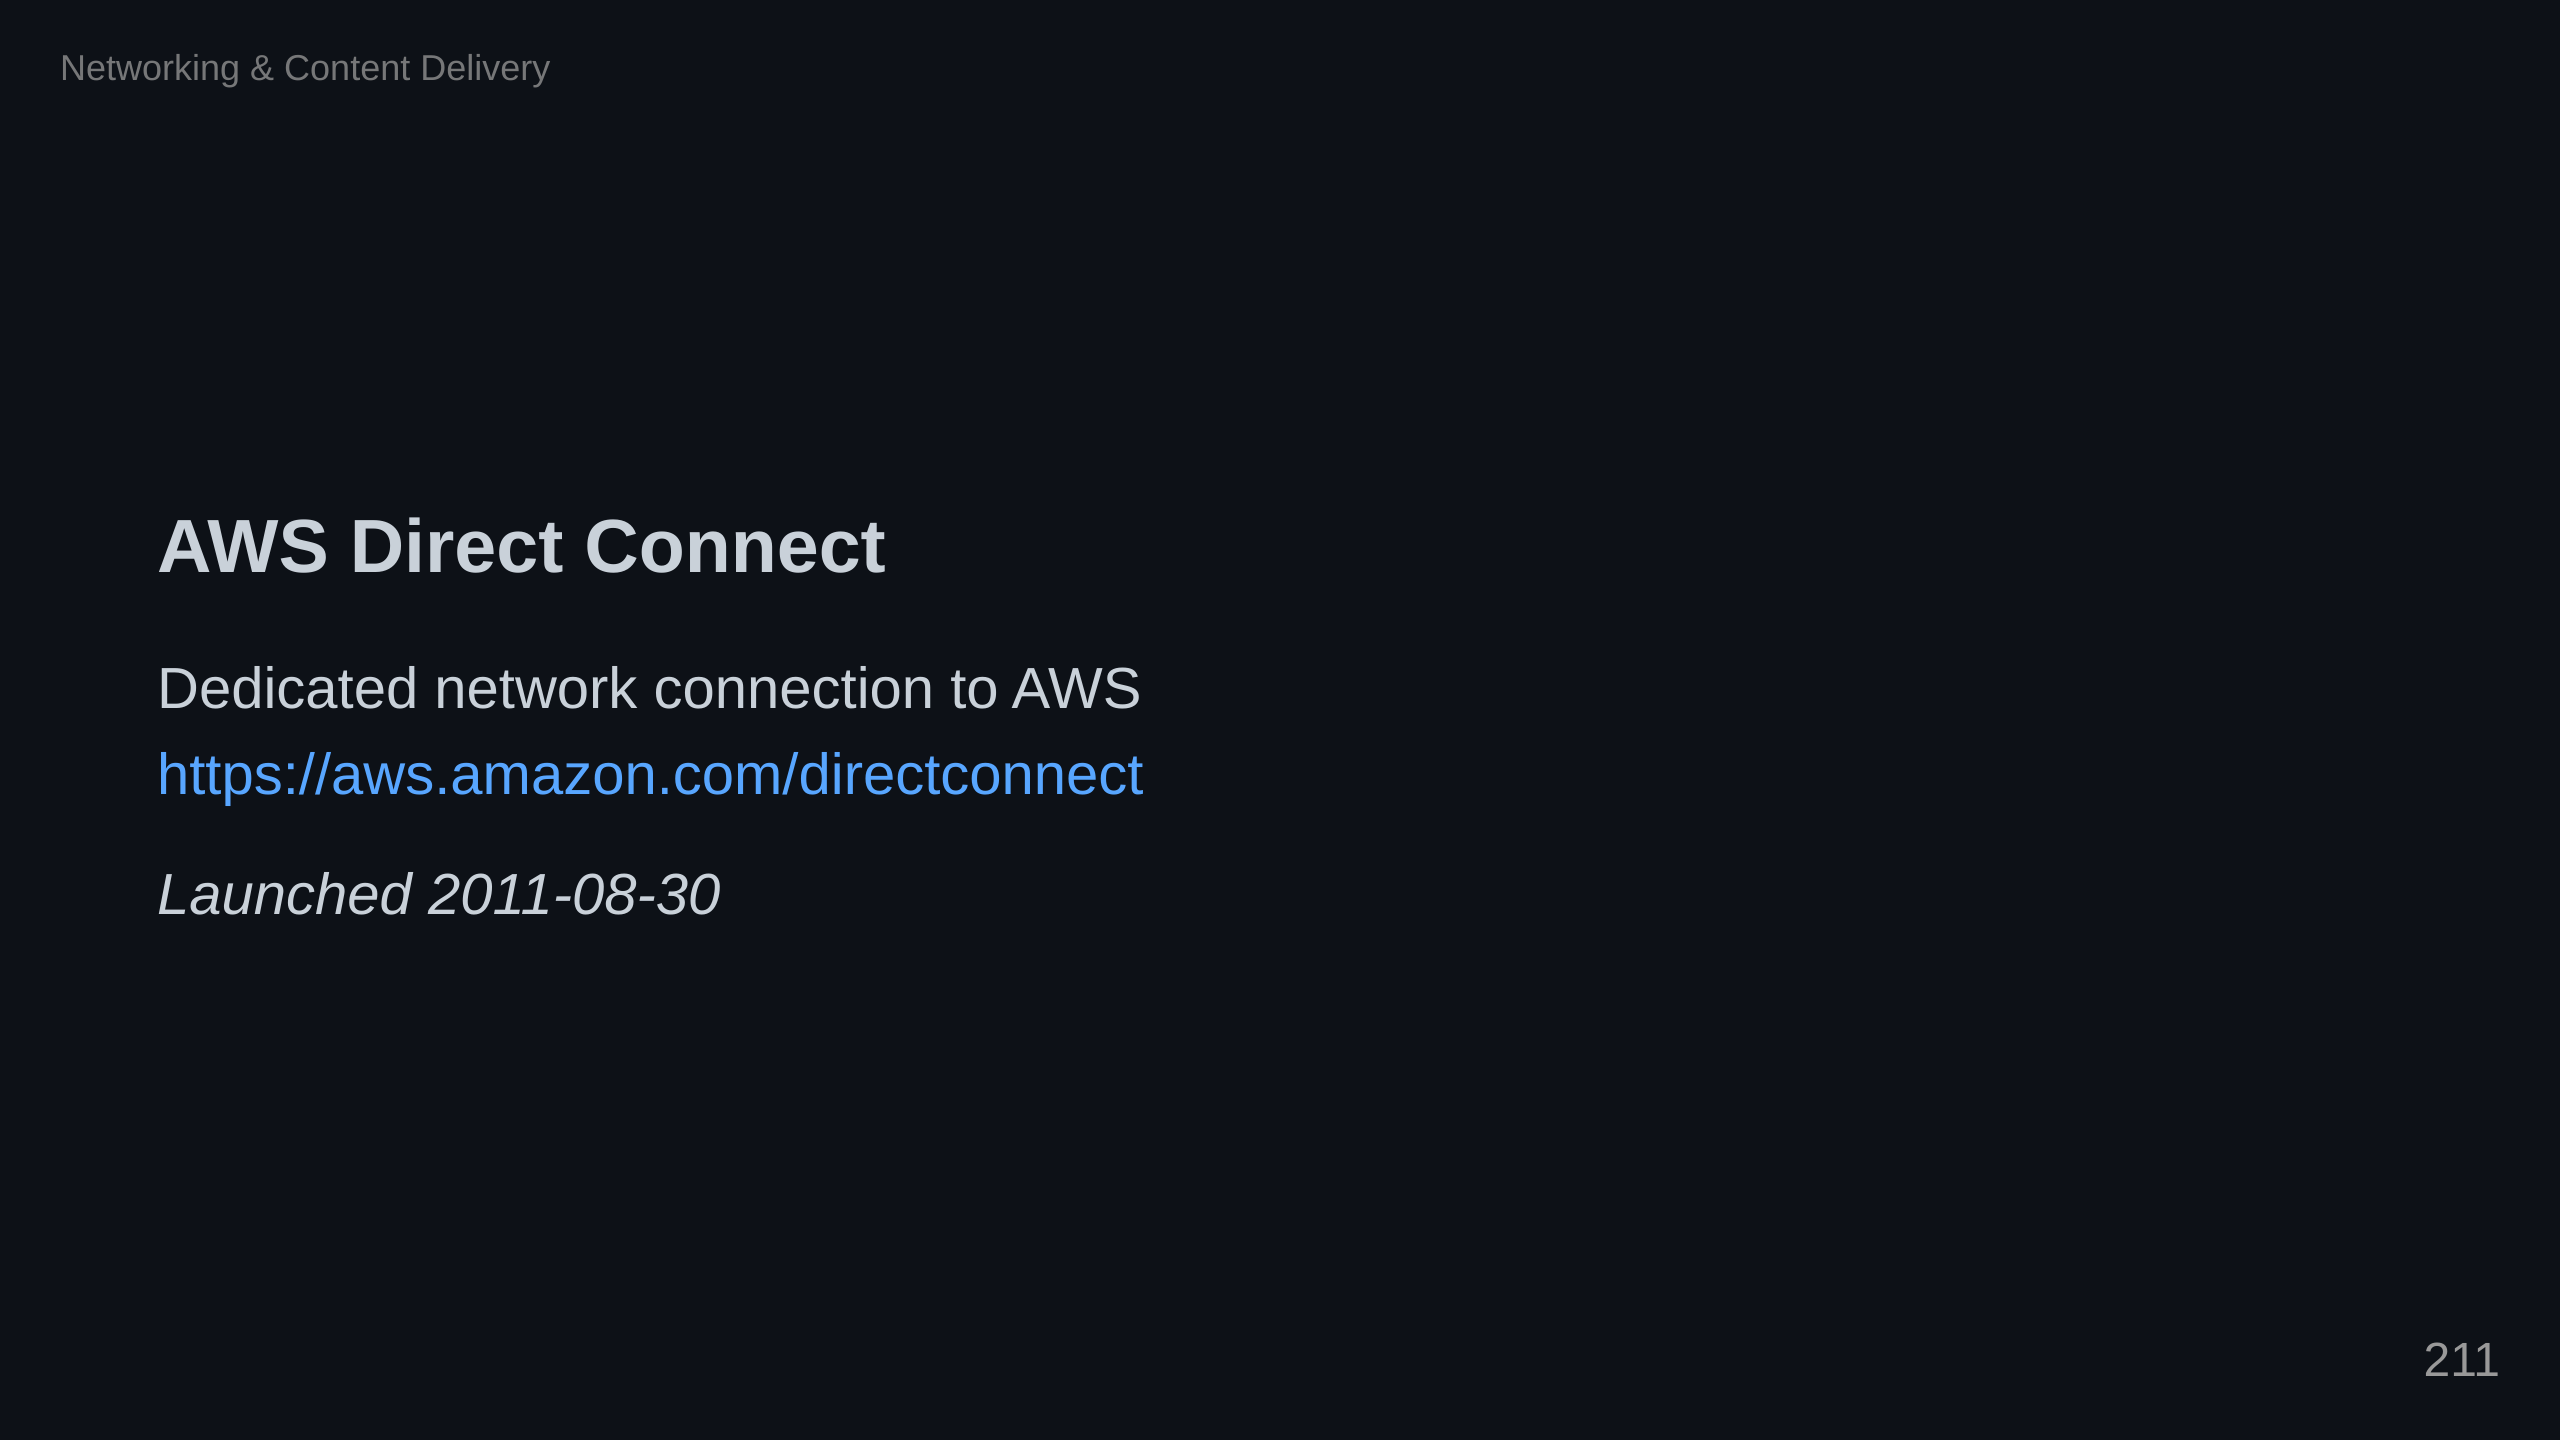 Networking & Content Delivery
AWS Direct Connect
Dedicated network connection to AWS
https://aws.amazon.com/directconnect
Launched 2011-08-30
211